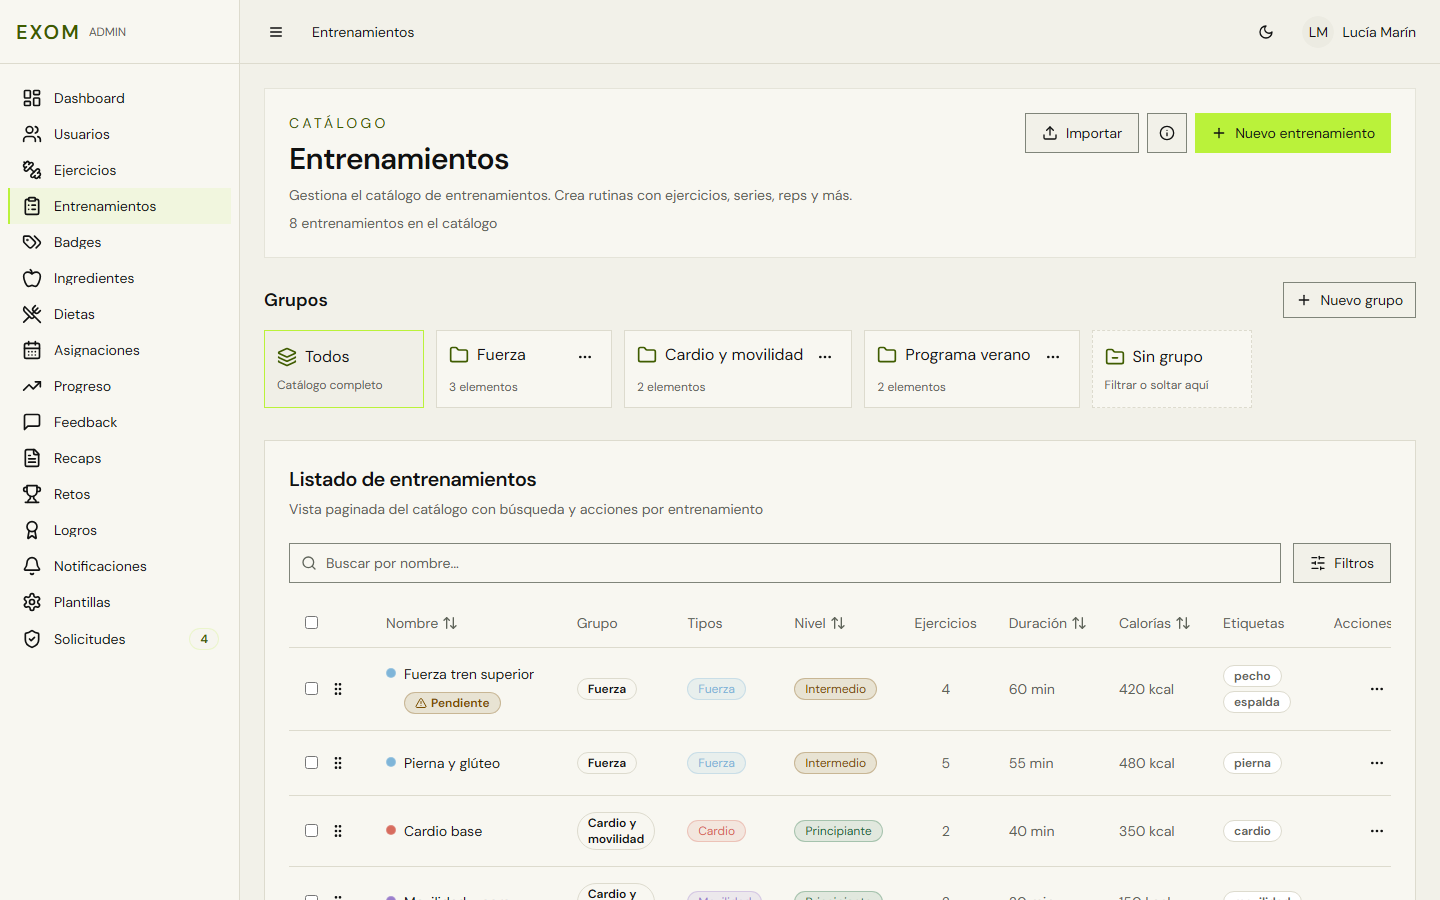 EXOM ADMIN
Entrenamientos
LM Lucía Marín
Dashboard
Usuarios
Ejercicios
Entrenamientos
Badges
Ingredientes
Dietas
Asignaciones
Progreso
Feedback
Recaps
Retos
Logros
Notificaciones
Plantillas
Solicitudes 4
CATÁLOGO
Entrenamientos
Gestiona el catálogo de entrenamientos. Crea rutinas con ejercicios, series, reps y más.
8 entrenamientos en el catálogo
Importar
Nuevo entrenamiento
Grupos
Nuevo grupo
Todos
Catálogo completo
Fuerza
3 elementos
Cardio y movilidad
2 elementos
Programa verano
2 elementos
Sin grupo
Filtrar o soltar aquí
Listado de entrenamientos
Vista paginada del catálogo con búsqueda y acciones por entrenamiento
Buscar por nombre...
Filtros
Nombre Grupo Tipos Nivel Ejercicios Duración Calorías Etiquetas Acciones
Fuerza tren superior
Pendiente
Fuerza Fuerza Intermedio 4 60 min 420 kcal
pecho
espalda
Pierna y glúteo Fuerza Fuerza Intermedio 5 55 min 480 kcal pierna
Cardio base
Cardio y
movilidad
Cardio Principiante 2 40 min 350 kcal cardio
Cardio y